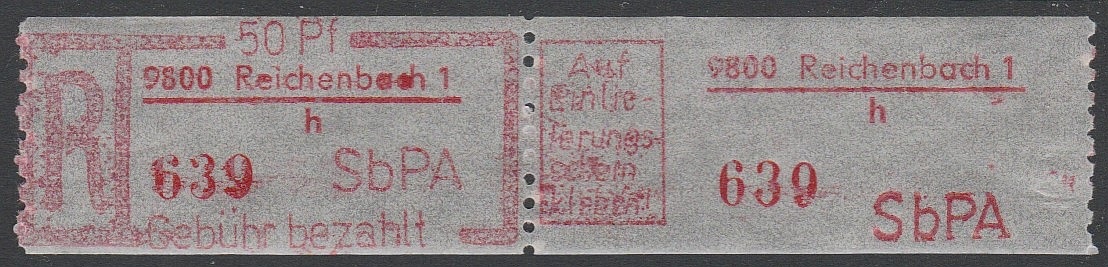 50 Pf
R
9800 Reichenbach 1
h
639 SbPA
Gebühr bezahlt
Auf
Einlie-
ferungs-
schein
kleben!
9800 Reichenbach 1
h
639
SbPA